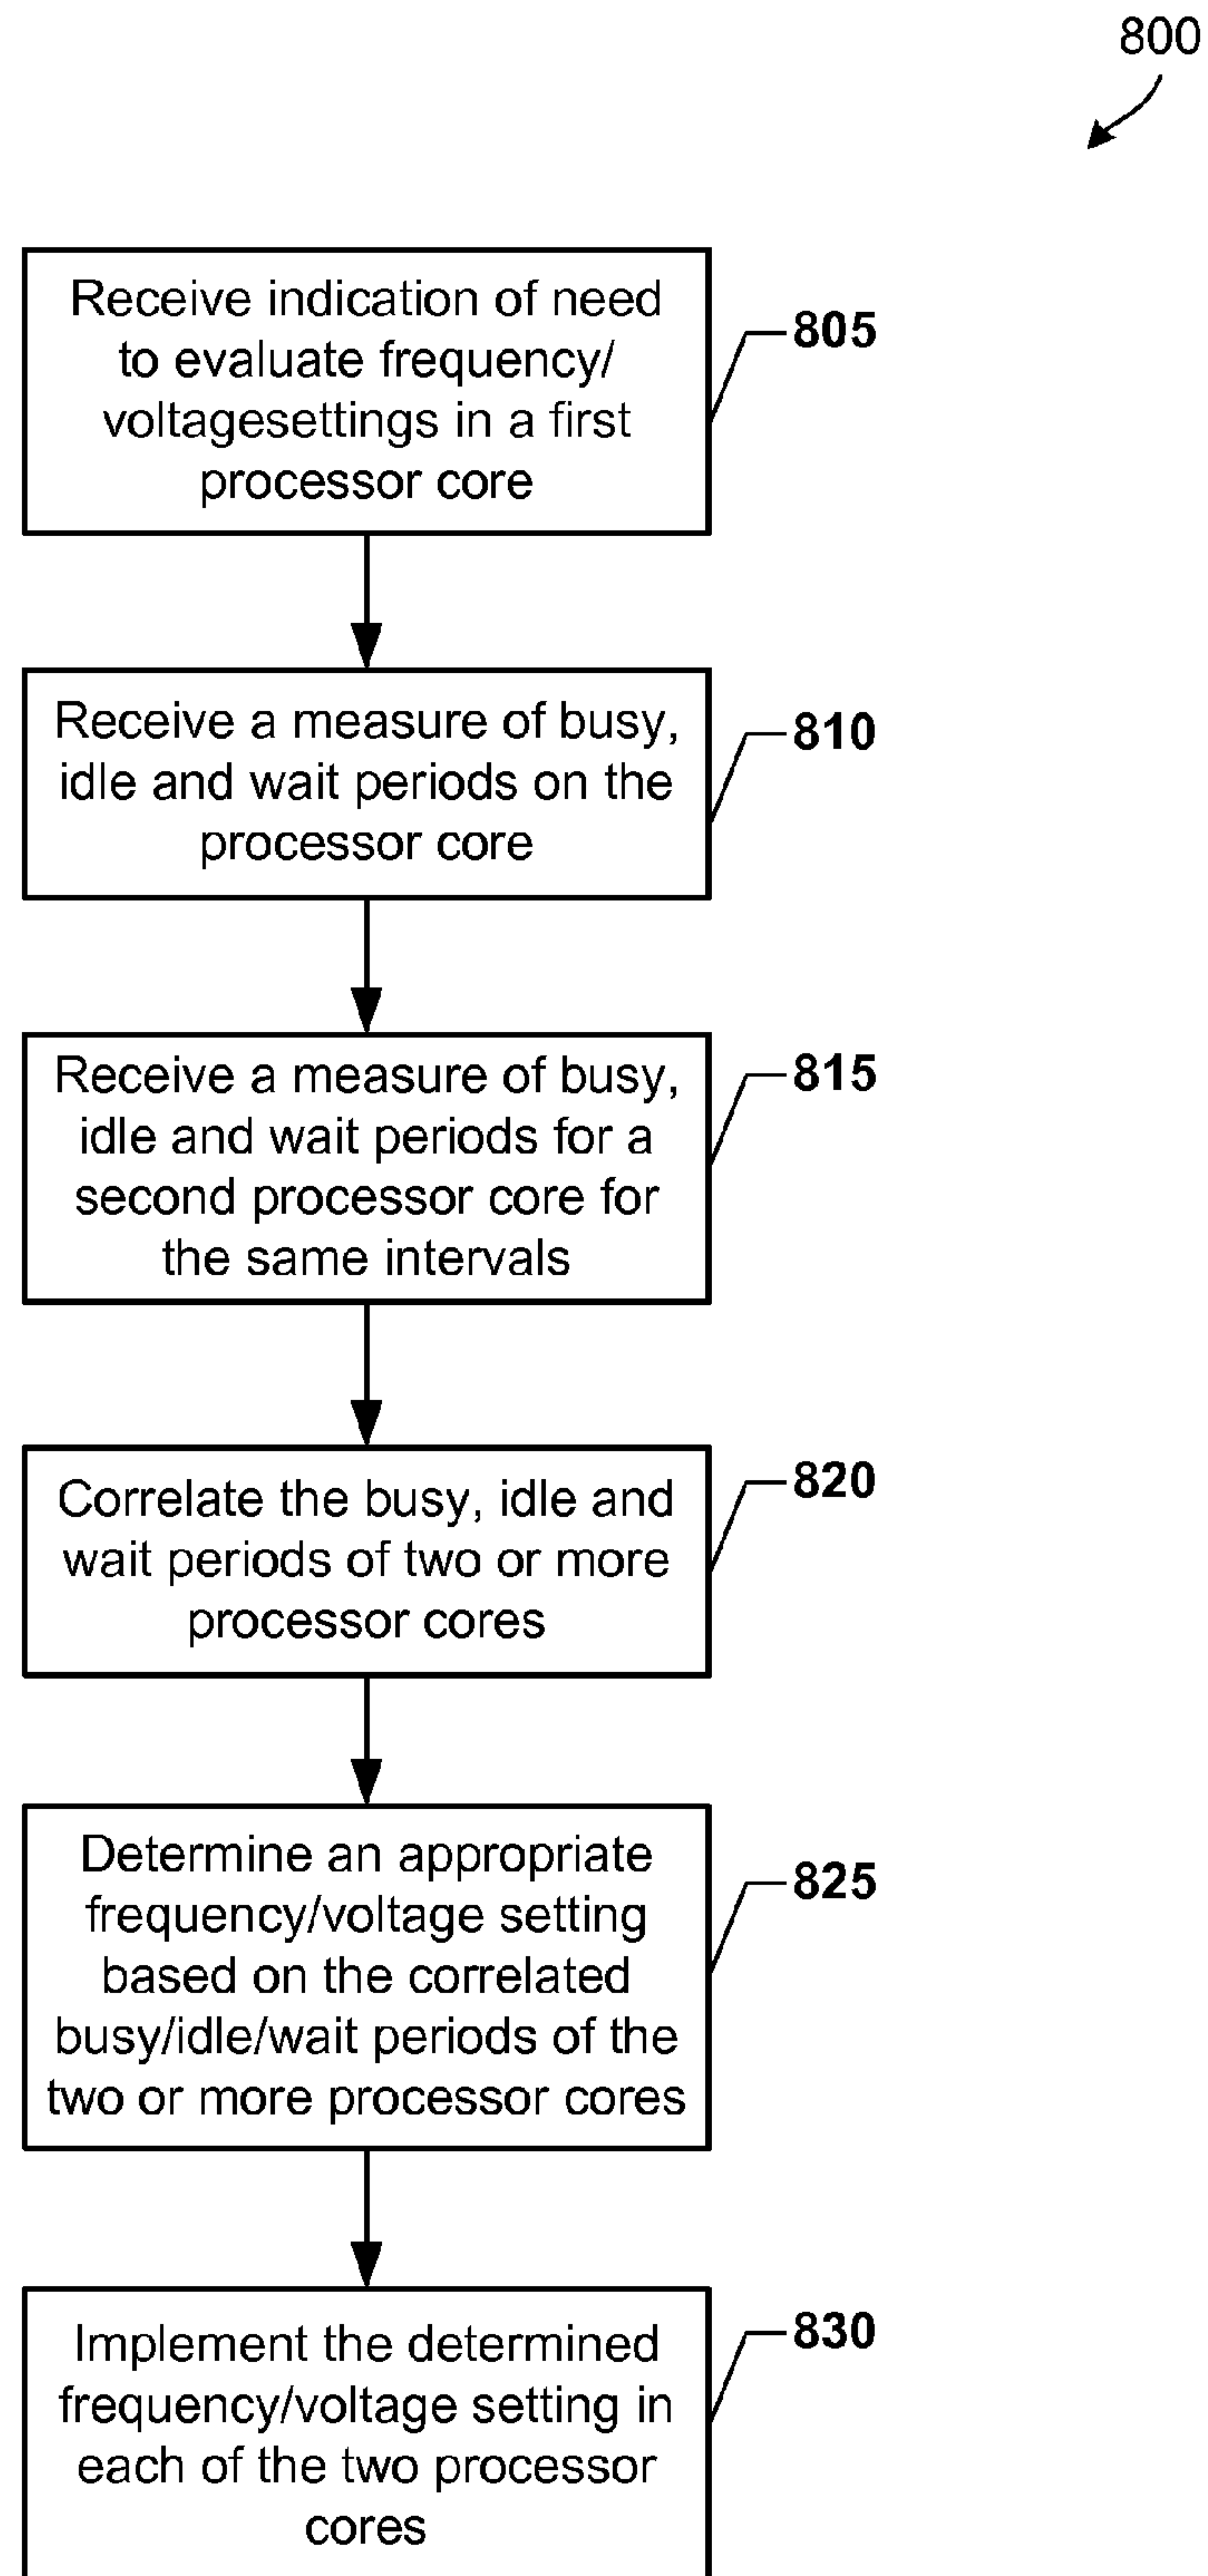 800
Receive indication of need
to evaluate frequency/
voltagesettings in a first
processor core
805
Receive a measure of busy,
idle and wait periods on the
processor core
810
Receive a measure of busy,
idle and wait periods for a
second processor core for
the same intervals
815
Correlate the busy, idle and
wait periods of two or more
processor cores
820
Determine an appropriate
frequency/voltage setting
based on the correlated
busy/idle/wait periods of the
two or more processor cores
825
Implement the determined
frequency/voltage setting in
each of the two processor
cores
830